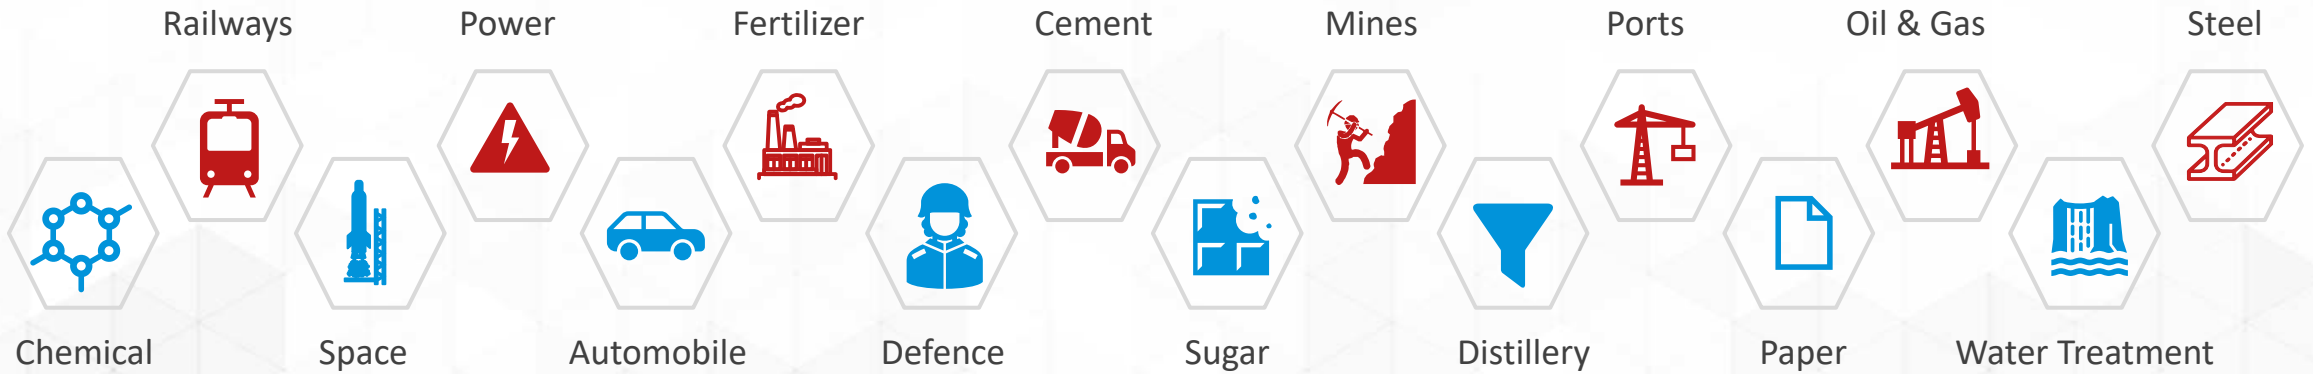 Railways
Power
Fertilizer
Cement
Mines
Ports
Oil & Gas
Steel
Chemical
Space
Automobile
Defence
Sugar
Distillery
Paper
Water Treatment